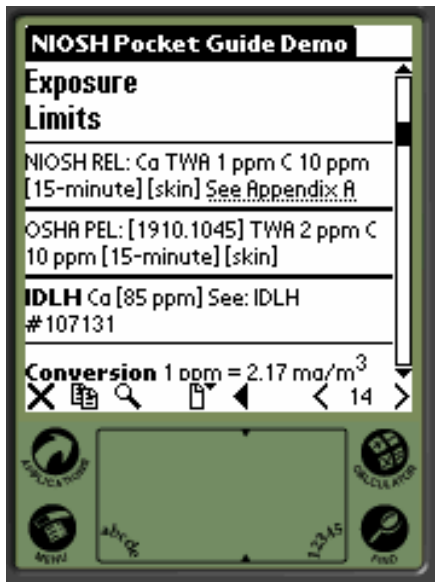 NIOSH Pocket Guide Demo
Exposure
Limits
NIOSH REL: Ca TWA 1 ppm C 10 ppm
[15-minute] [skin] See Appendix A
OSHA PEL: [1910.1045] TWA 2 ppm C
10 ppm [15-minute] [skin]
IDLH Ca [85 ppm] See: IDLH
#107131
Conversion 1 ppm = 2.17 mg/m3
14
APPLICATIONS
CALCULATOR
abcde
12345
MENU
FIND